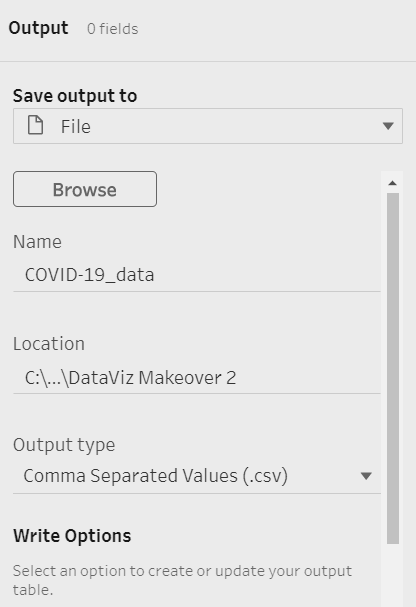 Output 0 fields
Save output to
File
Browse
Name
COVID-19_data
Location
C:\...\DataViz Makeover 2
Output type
Comma Separated Values (.csv)
Write Options
Select an option to create or update your output
table.